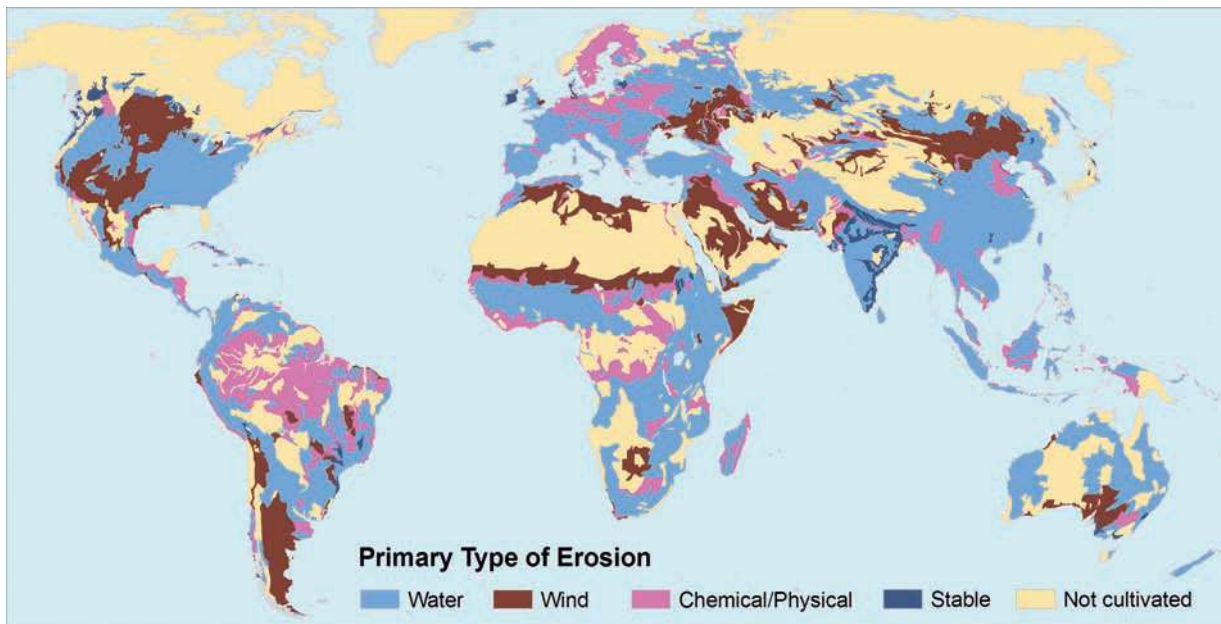 Primary Type of Erosion
Water Wind Chemical/Physical Stable Not cultivated